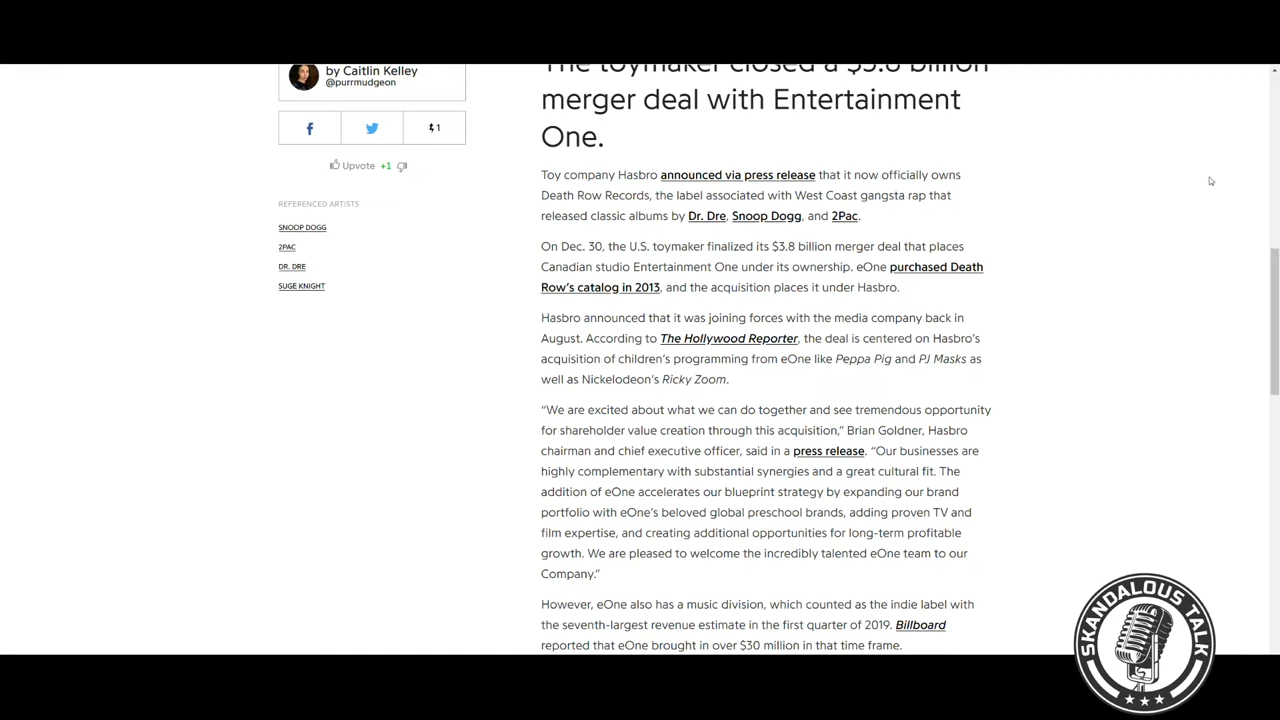 by Caitlin Kelley
@purrmudgeon
1
Upvote +1
REFERENCED ARTISTS
SNOOP DOGG
2PAC
DR. DRE
SUGE KNIGHT
The toymaker closed a $3.8 billion
merger deal with Entertainment
One.
Toy company Hasbro announced via press release that it now officially owns
Death Row Records, the label associated with West Coast gangsta rap that
released classic albums by Dr. Dre, Snoop Dogg, and 2Pac.
On Dec. 30, the U.S. toymaker finalized its $3.8 billion merger deal that places
Canadian studio Entertainment One under its ownership. eOne purchased Death
Row’s catalog in 2013, and the acquisition places it under Hasbro.
Hasbro announced that it was joining forces with the media company back in
August. According to The Hollywood Reporter, the deal is centered on Hasbro’s
acquisition of children’s programming from eOne like Peppa Pig and PJ Masks as
well as Nickelodeon’s Ricky Zoom.
“We are excited about what we can do together and see tremendous opportunity
for shareholder value creation through this acquisition,” Brian Goldner, Hasbro
chairman and chief executive officer, said in a press release. “Our businesses are
highly complementary with substantial synergies and a great cultural fit. The
addition of eOne accelerates our blueprint strategy by expanding our brand
portfolio with eOne’s beloved global preschool brands, adding proven TV and
film expertise, and creating additional opportunities for long-term profitable
growth. We are pleased to welcome the incredibly talented eOne team to our
Company.”
However, eOne also has a music division, which counted as the indie label with
the seventh-largest revenue estimate in the first quarter of 2019. Billboard
reported that eOne brought in over $30 million in that time frame.
SKANDALOUS TALK